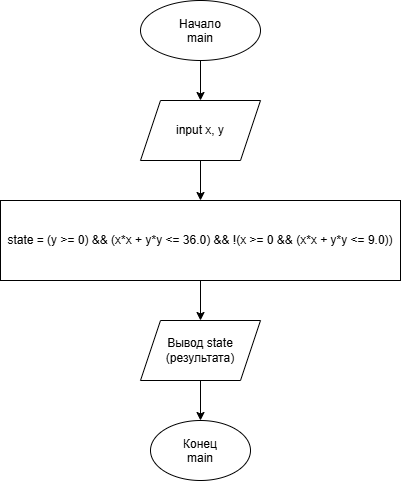 Начало
main
input x, y
state = (y >= 0) && (x*x + y*y <= 36.0) && !(x >= 0 && (x*x + y*y <= 9.0))
Вывод state
(результата)
Конец
main